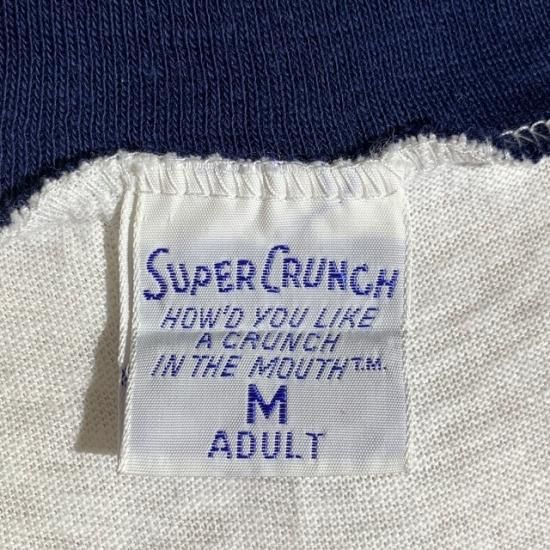 SUPER CRUNCH
HOW'D YOU LIKE
A CRUNCH
IN THE MOUTH T.M.
M
ADULT